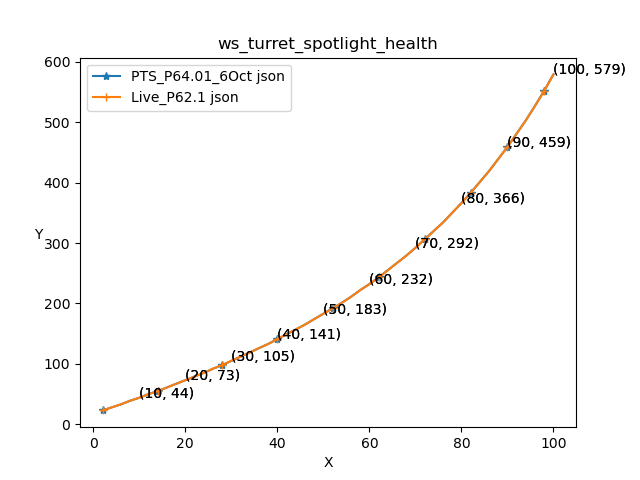 ws_turret_spotlight_health
PTS_P64.01_6Oct json
Live_P62.1 json
600
500
400
300
200
100
0
Y
(100, 579)
(90, 459)
(80, 366)
(70, 292)
(60, 232)
(50, 183)
(40, 141)
(30, 105)
(20, 73)
(10, 44)
0 20 40 60 80 100
X